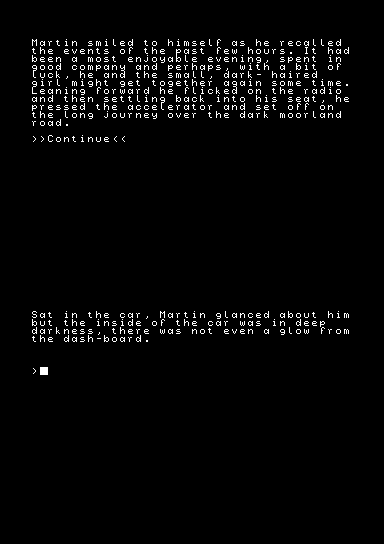 Martin smiled to himself as he recalled
the events of the past few hours. It had
been a most enjoyable evening, spent in
good company and perhaps, with a bit of
luck, he and the small, dark- haired
girl might get together again some time.
Leaning forward he flicked on the radio
and then settling back into his seat, he
pressed the accelerator and set off on
the long journey over the dark moorland
road.
>>Continue<<
Sat in the car, Martin glanced about him
but the inside of the car was in deep
darkness, there was not even a glow from
the dash-board.
>